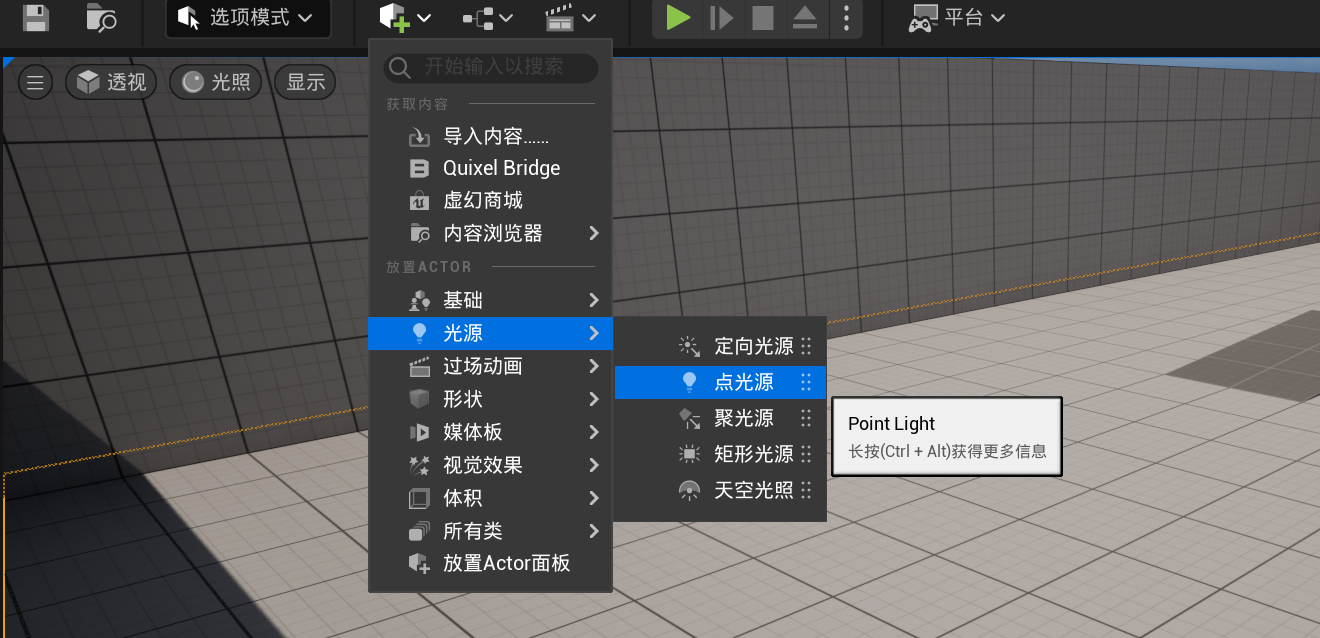 选项模式
平台
透视
光照
显示
开始输入以搜索
获取内容
导入内容......
Quixel Bridge
虚幻商城
内容浏览器
放置ACTOR
基础
光源
过场动画
形状
媒体板
视觉效果
体积
所有类
放置Actor面板
定向光源
点光源
聚光源
矩形光源
天空光照
Point Light
长按(Ctrl + Alt)获得更多信息